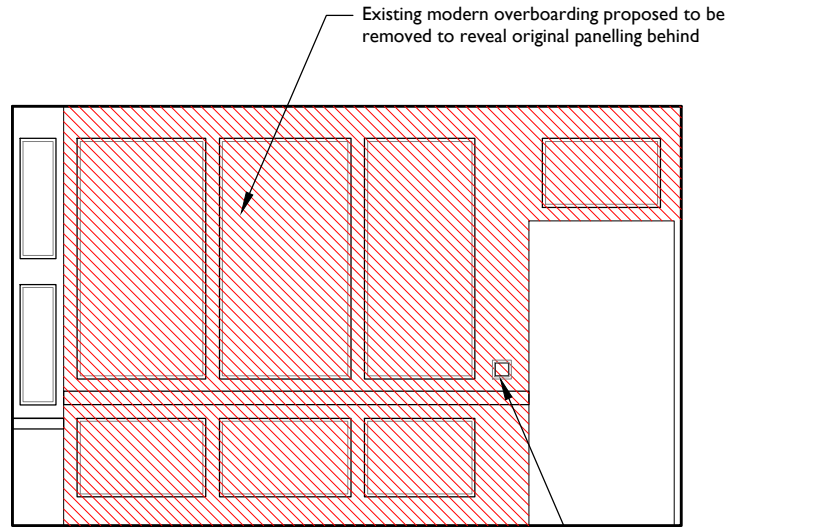 Existing modern overboarding proposed to be
removed to reveal original panelling behind